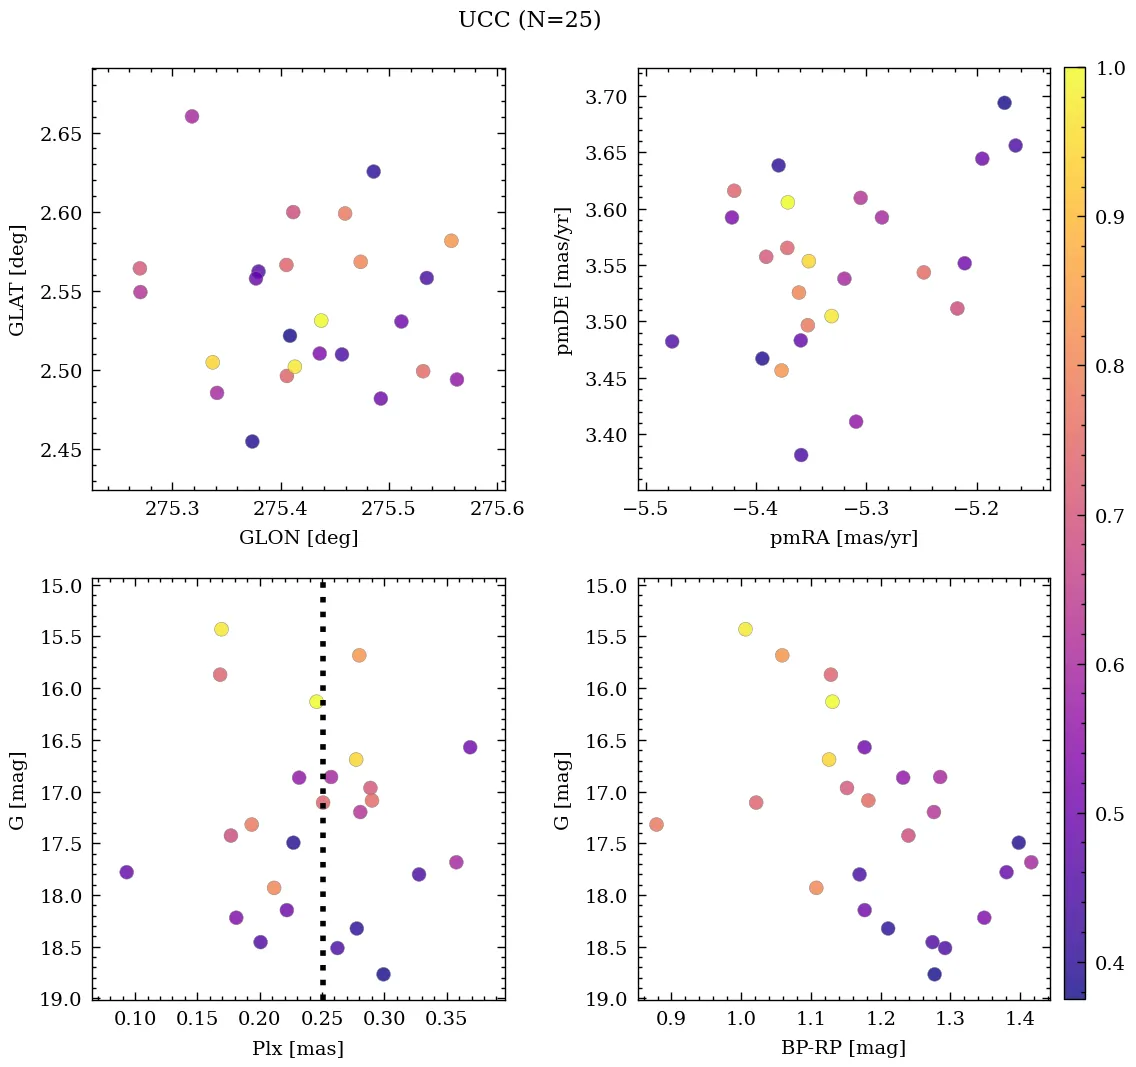 UCC (N=25)
2.65
2.60
2.55
2.50
2.45
GLAT [deg]
275.3 275.4 275.5 275.6
GLON [deg]
3.70
3.65
3.60
3.55
3.50
3.45
3.40
pmDE [mas/yr]
−5.5 −5.4 −5.3 −5.2
pmRA [mas/yr]
15.0
15.5
16.0
16.5
17.0
17.5
18.0
18.5
19.0
G [mag]
0.10 0.15 0.20 0.25 0.30 0.35
Plx [mas]
15.0
15.5
16.0
16.5
17.0
17.5
18.0
18.5
19.0
G [mag]
0.9 1.0 1.1 1.2 1.3 1.4
BP-RP [mag]
1.0
0.9
0.8
0.7
0.6
0.5
0.4